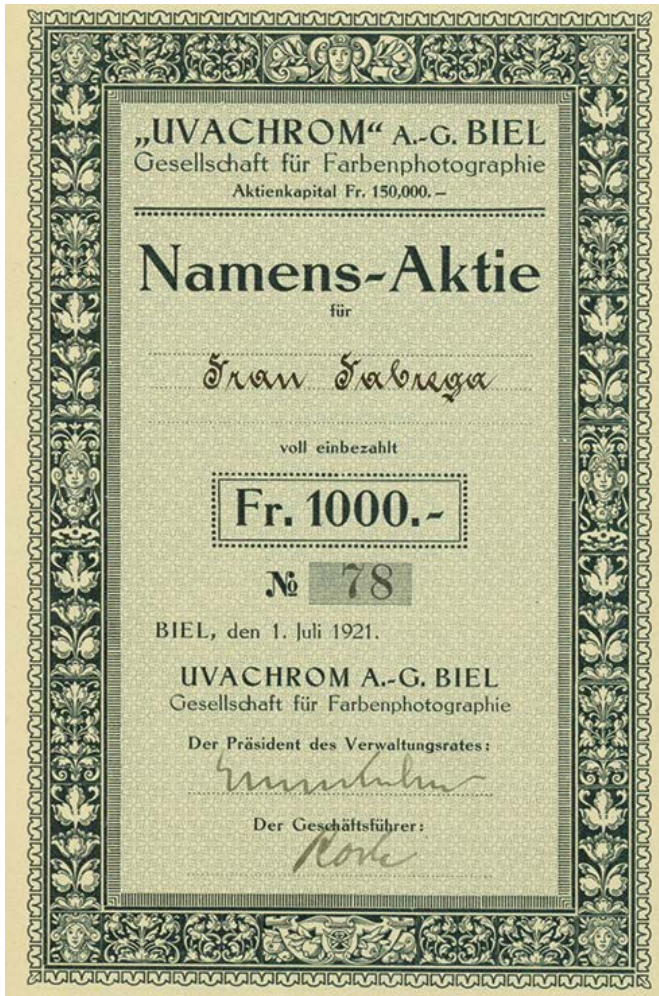 „UVACHROM“ A.-G. BIEL
Gesellschaft für Farbenphotographie
Aktienkapital Fr. 150,000.–
Namens-Aktie
für
Frau Fabrega
voll einbezahlt
Fr. 1000.-
№ 78
BIEL, den 1. Juli 1921.
UVACHROM A.-G. BIEL
Gesellschaft für Farbenphotographie
Der Präsident des Verwaltungsrates:
Der Geschäftsführer: